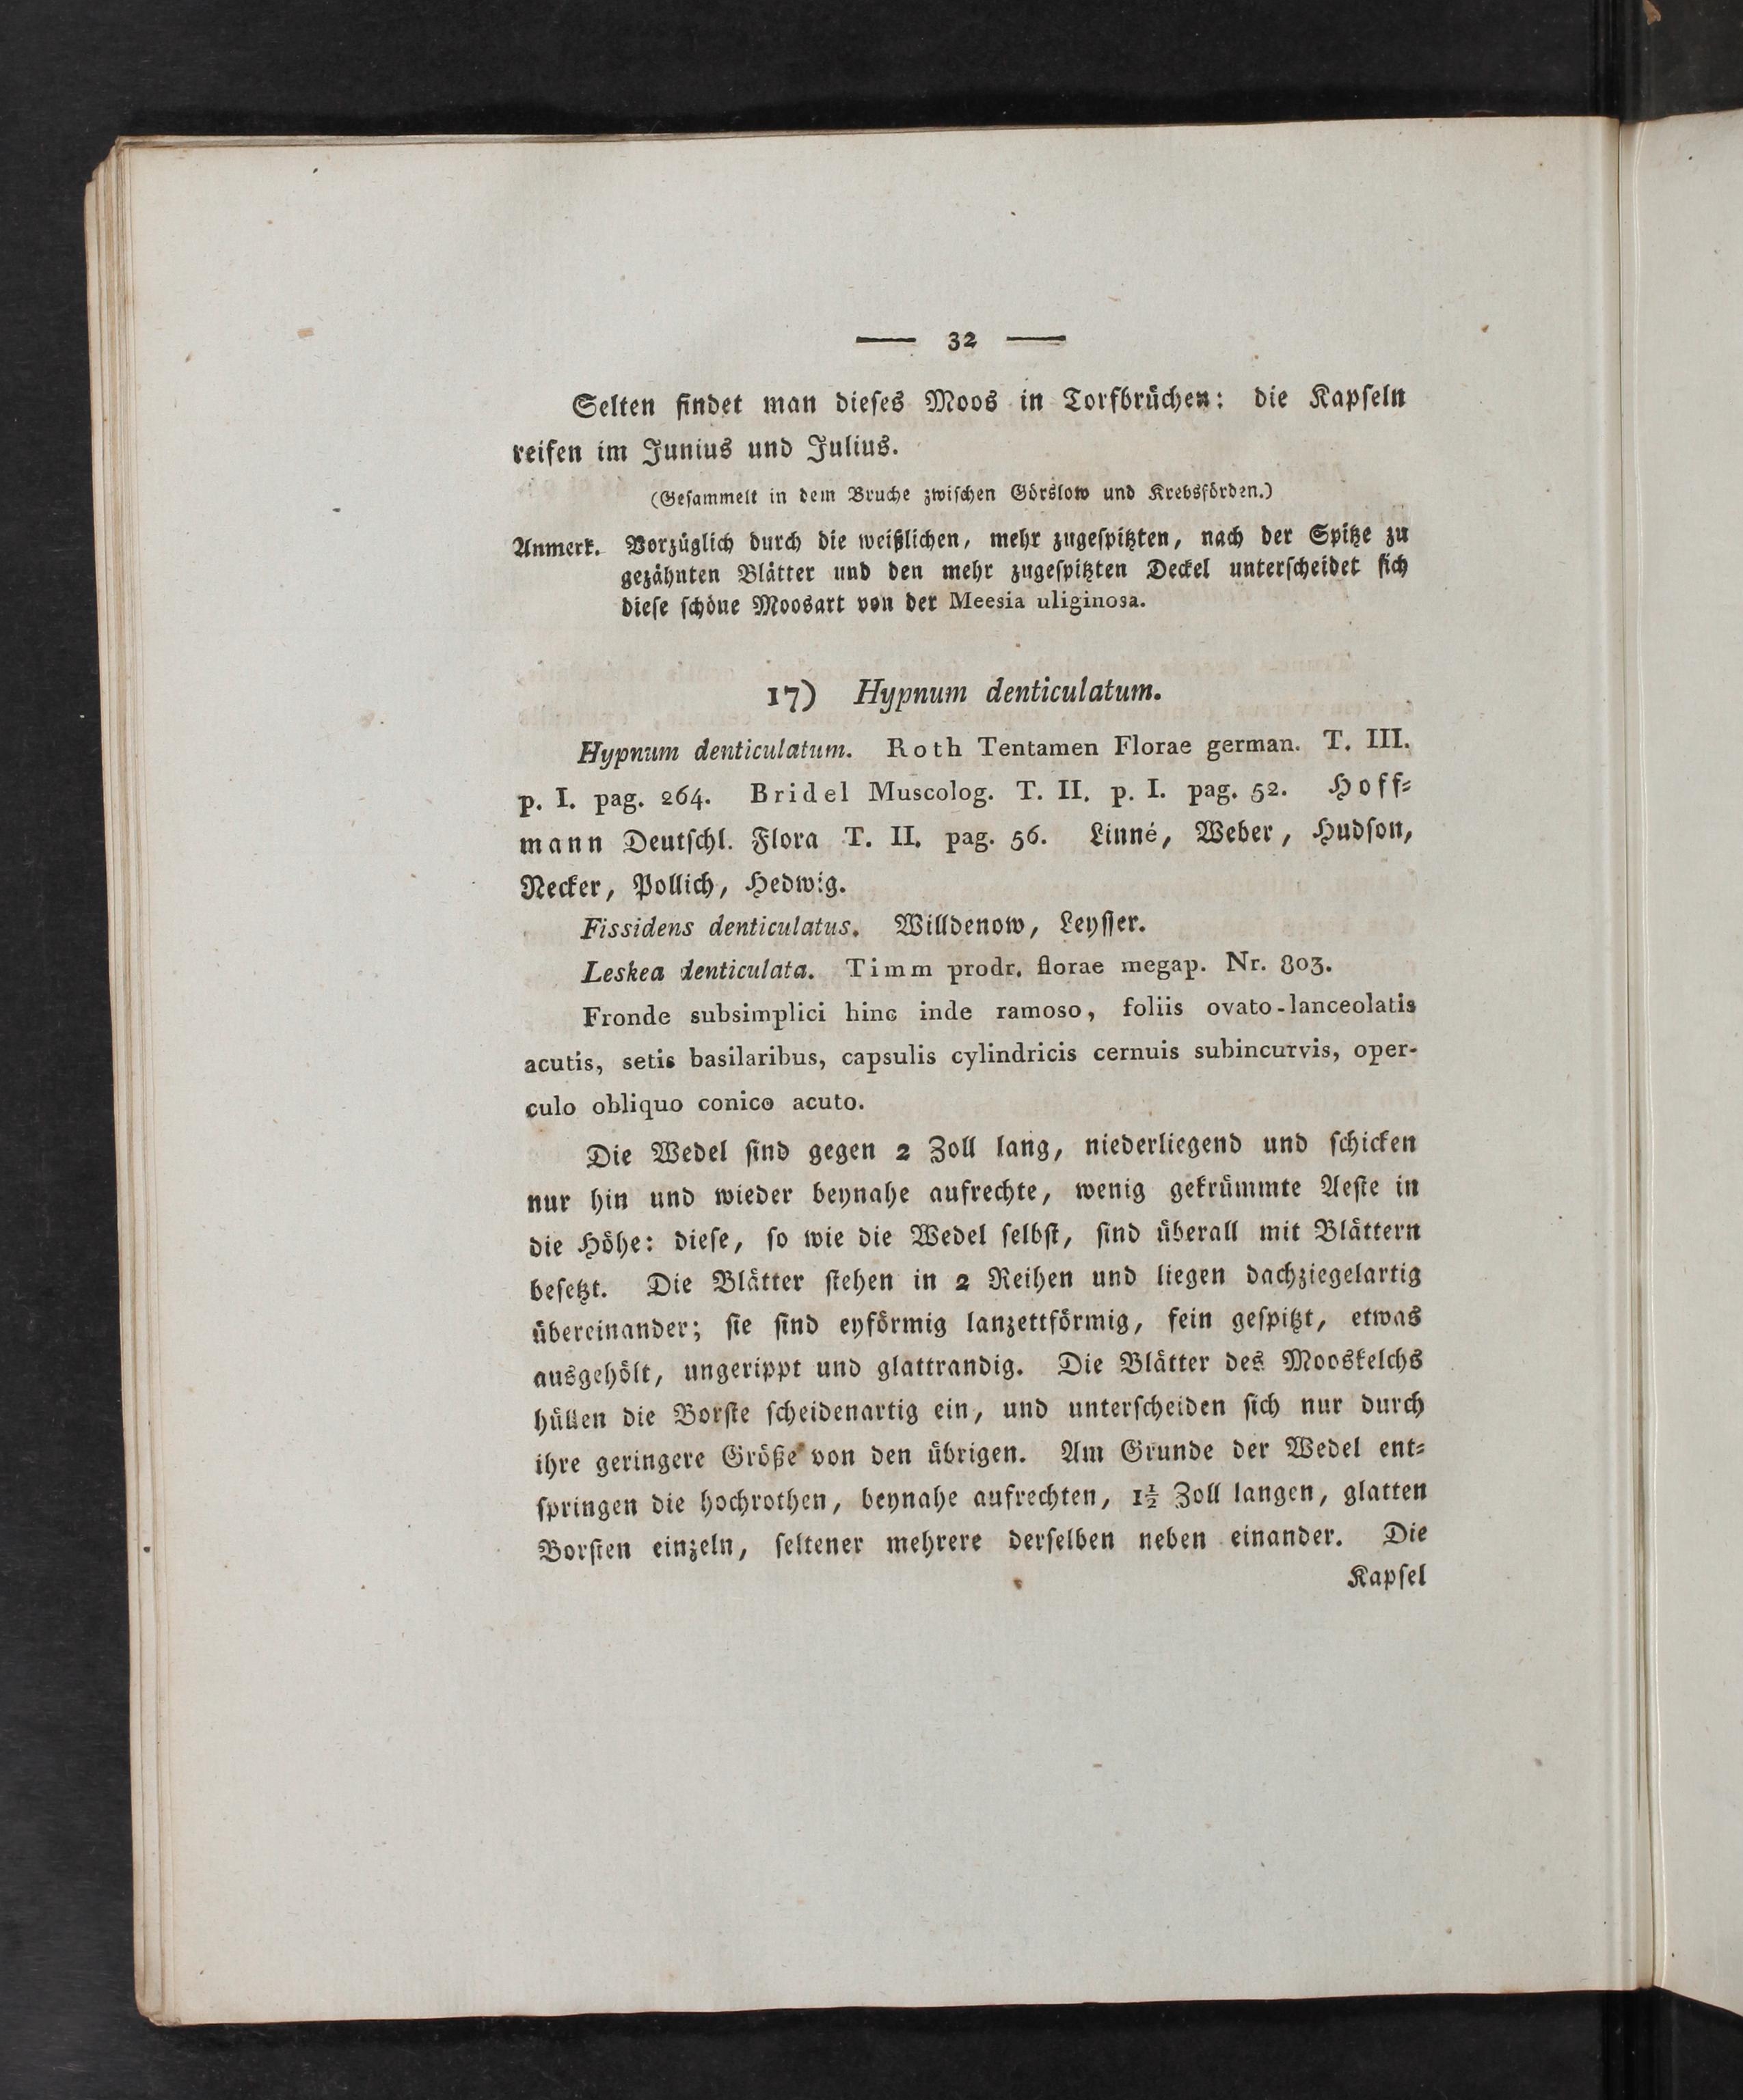 — 32 —
Selten findet man dieses Moos in Torfbrüchen: die Kapseln
reifen im Junius und Julius.
(Gesammelt in dem Bruche zwischen Görslow und Krebsförden.)
Anmerk. Vorzüglich durch die weißlichen, mehr zugespitzten, nach der Spitze zu
gezähnten Blätter und den mehr zugespitzten Deckel unterscheidet sich
diese schöne Moosart von der Meesia uliginosa.
17) Hypnum denticulatum.
Hypnum denticulatum. Roth Tentamen Florae german. T. III.
p. I. pag. 264. Bridel Muscolog. T. II. p. I. pag. 52. Hoff-
mann Deutschl. Flora T. II. pag. 56. Linné, Weber, Hudson,
Necker, Pollich, Hedwig.
Fissidens denticulatus. Willdenow, Leysser.
Leskea denticulata. Timm prodr. florae megap. Nr. 803.
Fronde subsimplici hinc inde ramoso, foliis ovato-lanceolatis
acutis, setis basilaribus, capsulis cylindricis cernuis subincurvis, oper-
culo obliquo conico acuto.
Die Wedel sind gegen 2 Zoll lang, niederliegend und schicken
nur hin und wieder beynahe aufrechte, wenig gekrümmte Aeste in
die Höhe: diese, so wie die Wedel selbst, sind überall mit Blättern
besetzt. Die Blätter stehen in 2 Reihen und liegen dachziegelartig
übereinander; sie sind eyförmig lanzettförmig, fein gespitzt, etwas
ausgehölt, ungerippt und glattrandig. Die Blätter des Mooskelchs
hüllen die Borste scheidenartig ein, und unterscheiden sich nur durch
ihre geringere Größe von den übrigen. Am Grunde der Wedel ent-
springen die hochrothen, beynahe aufrechten, 1½ Zoll langen, glatten
Borsten einzeln, seltener mehrere derselben neben einander. Die
Kapsel